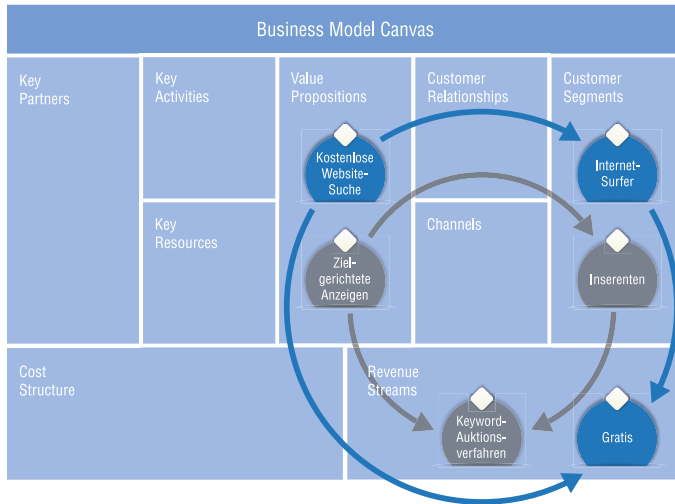 Business Model Canvas
Key
Partners
Key
Activities
Value
Propositions
Customer
Relationships
Customer
Segments
Kostenlose
Website-
Suche
Internet-
Surfer
Key
Resources
Channels
Ziel-
gerichtete
Anzeigen
Inserenten
Cost
Structure
Revenue
Streams
Keyword-
Auktions-
verfahren
Gratis